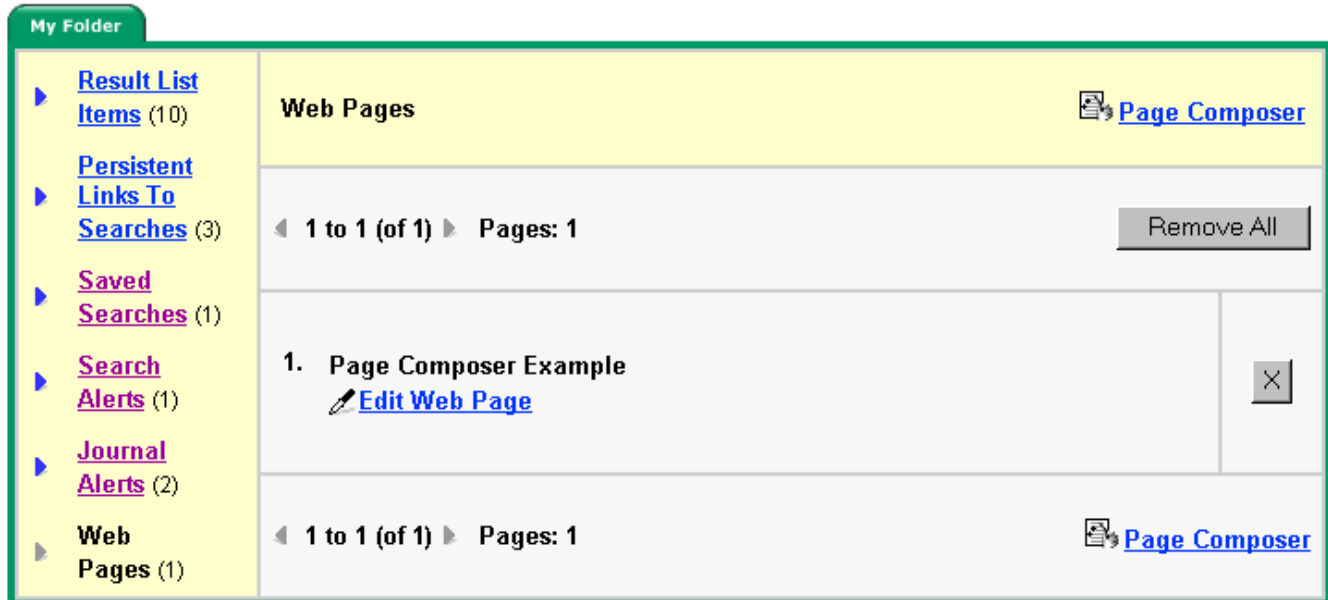 My Folder
Result List
Items (10)
Persistent
Links To
Searches (3)
Saved
Searches (1)
Search
Alerts (1)
Journal
Alerts (2)
Web
Pages (1)
Web Pages
Page Composer
1 to 1 (of 1) Pages: 1
Remove All
1. Page Composer Example
Edit Web Page
X
1 to 1 (of 1) Pages: 1
Page Composer